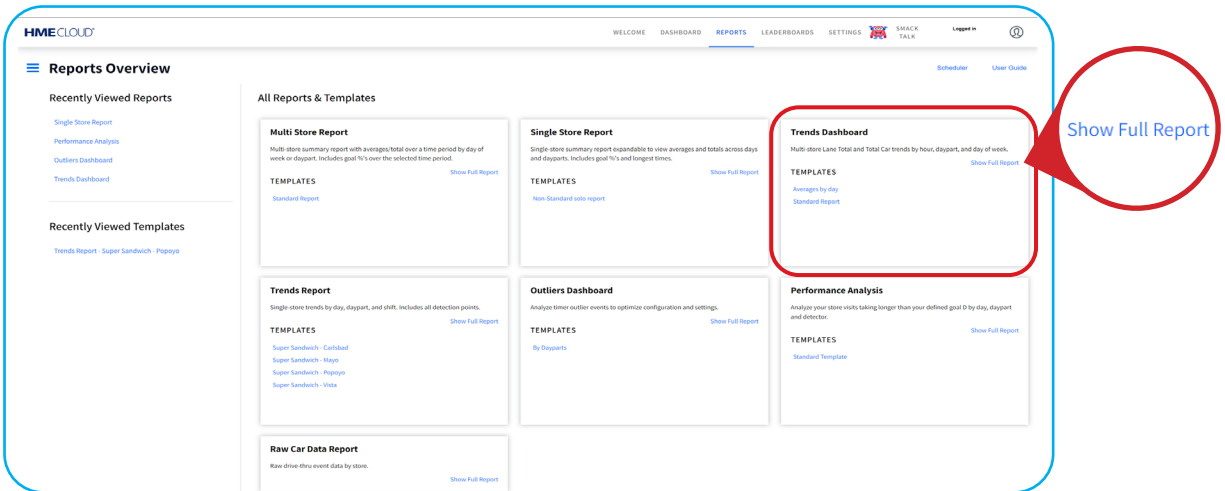 HME CLOUD®
WELCOME DASHBOARD REPORTS LEADERBOARDS SETTINGS SMACK TALK Logged in
Reports Overview
Scheduler User Guide
Recently Viewed Reports
Single Store Report
Performance Analysis
Outliers Dashboard
Trends Dashboard
Recently Viewed Templates
Trends Report - Super Sandwich - Popoyo
All Reports & Templates
Multi Store Report
Multi-store summary report with averages/total over a time period by day of
week or daypart. Includes goal %'s over the selected time period.
Show Full Report
TEMPLATES
Standard Report
Single Store Report
Single-store summary report expandable to view averages and totals across days
and dayparts. Includes goal %'s and longest times.
Show Full Report
TEMPLATES
Non-Standard solo report
Trends Dashboard
Multi-store Lane Total and Total Car trends by hour, daypart, and day of week.
Show Full Report
TEMPLATES
Averages by day
Standard Report
Show Full Report
Trends Report
Single-store trends by day, daypart, and shift. Includes all detection points.
Show Full Report
TEMPLATES
Super Sandwich - Carlsbad
Super Sandwich - Mayo
Super Sandwich - Popoyo
Super Sandwich - Vista
Outliers Dashboard
Analyze timer outlier events to optimize configuration and settings.
Show Full Report
TEMPLATES
By Dayparts
Performance Analysis
Analyze your store visits taking longer than your defined goal D by day, daypart
and detector.
Show Full Report
TEMPLATES
Standard Template
Raw Car Data Report
Raw drive-thru event data by store.
Show Full Report